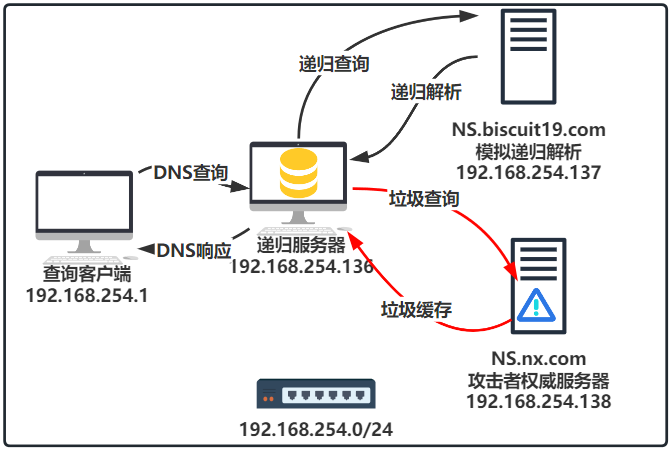 递归查询
递归解析
NS.biscuit19.com
模拟递归解析
192.168.254.137
DNS查询
垃圾查询
DNS响应
递归服务器
192.168.254.136
查询客户端
192.168.254.1
垃圾缓存
NS.nx.com
攻击者权威服务器
192.168.254.138
192.168.254.0/24